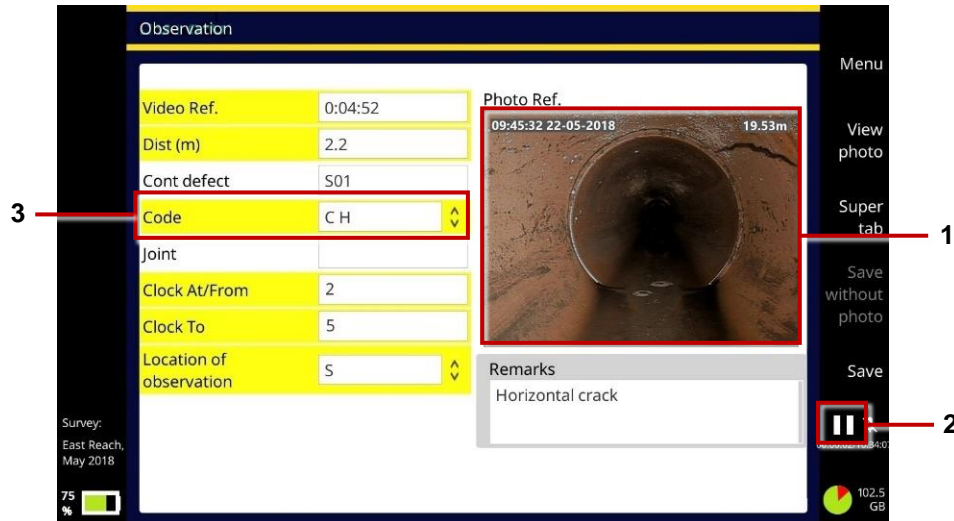 Observation
Menu
Video Ref. 0:04:52
Photo Ref.
09:45:32 22-05-2018 19.53m
View
photo
Dist (m) 2.2
Cont defect S01
Super
tab
3
Code C H
1
Joint
Save
without
photo
Clock At/From 2
Clock To 5
Location of
observation S
Remarks
Horizontal crack
Save
2
Survey:
East Reach,
May 2018
75
%
102.5
GB